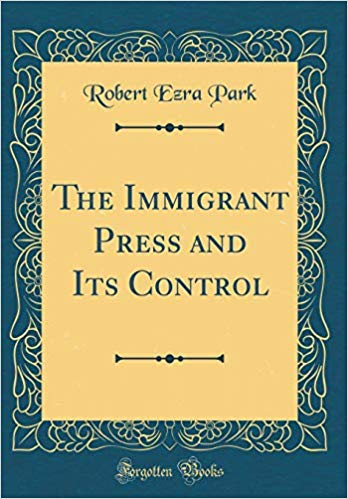 Robert Ezra Park
The Immigrant
Press and
Its Control
Forgotten Books